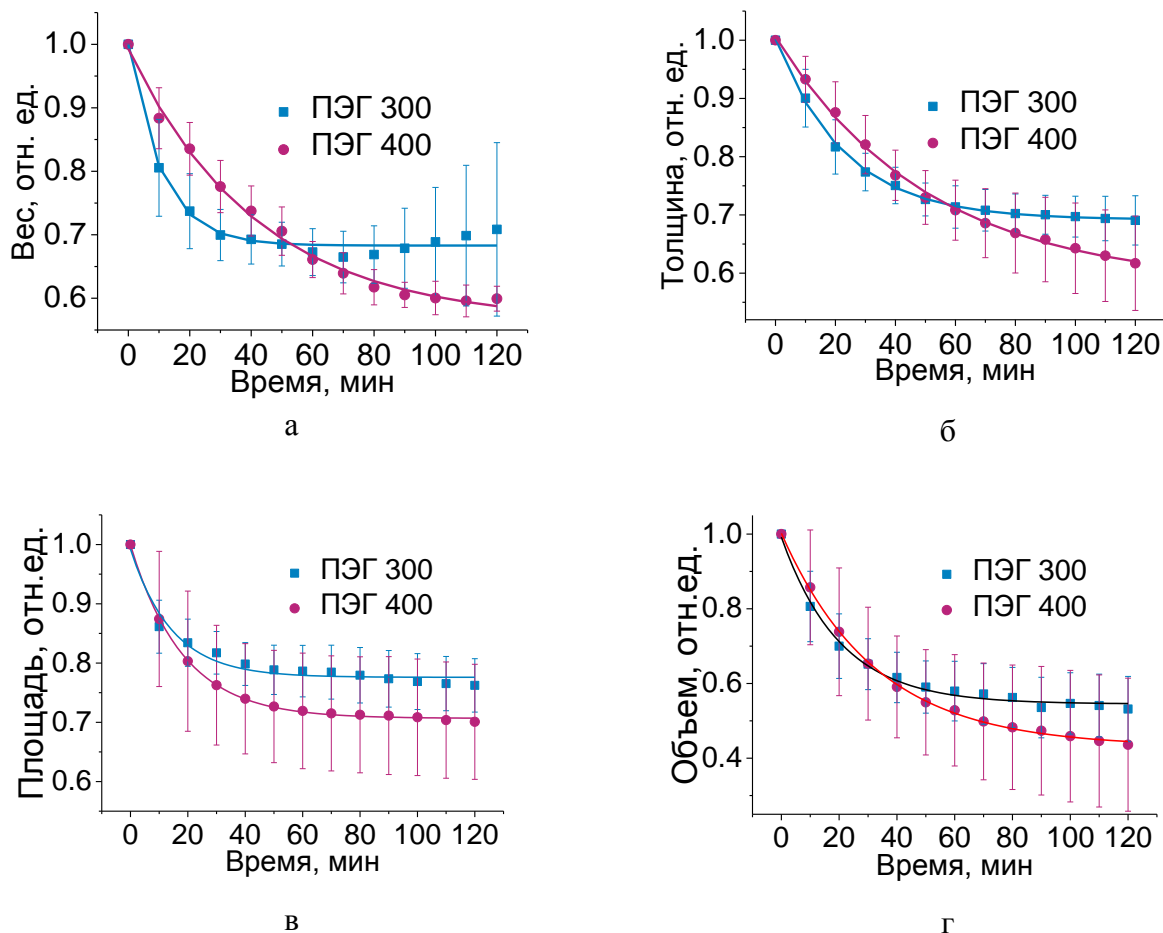 Вес, отн. ед.
1.0
0.9
0.8
0.7
0.6
ПЭГ 300
ПЭГ 400
0 20 40 60 80 100 120
Время, мин
а
Толщина, отн. ед.
1.0
0.9
0.8
0.7
0.6
ПЭГ 300
ПЭГ 400
0 20 40 60 80 100 120
Время, мин
б
Площадь, отн.ед.
1.0
0.9
0.8
0.7
0.6
ПЭГ 300
ПЭГ 400
0 20 40 60 80 100 120
Время, мин
в
Объем, отн.ед.
1.0
0.8
0.6
0.4
ПЭГ 300
ПЭГ 400
0 20 40 60 80 100 120
Время, мин
г